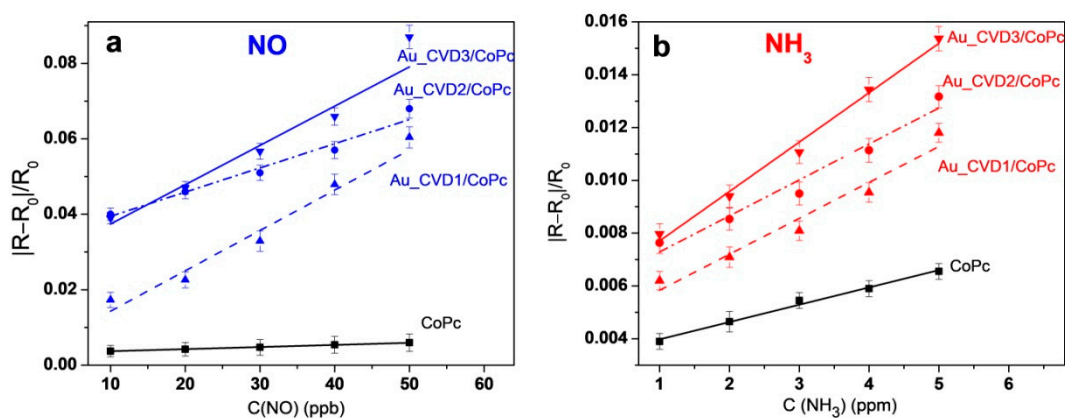 a
NO
Au_CVD3/CoPc
Au_CVD2/CoPc
Au_CVD1/CoPc
CoPc
|R−R₀|/R₀
0.08
0.06
0.04
0.02
0.00
10 20 30 40 50 60
C(NO) (ppb)
b
NH₃
Au_CVD3/CoPc
Au_CVD2/CoPc
Au_CVD1/CoPc
CoPc
|R−R₀|/R₀
0.016
0.014
0.012
0.010
0.008
0.006
0.004
1 2 3 4 5 6
C (NH₃) (ppm)